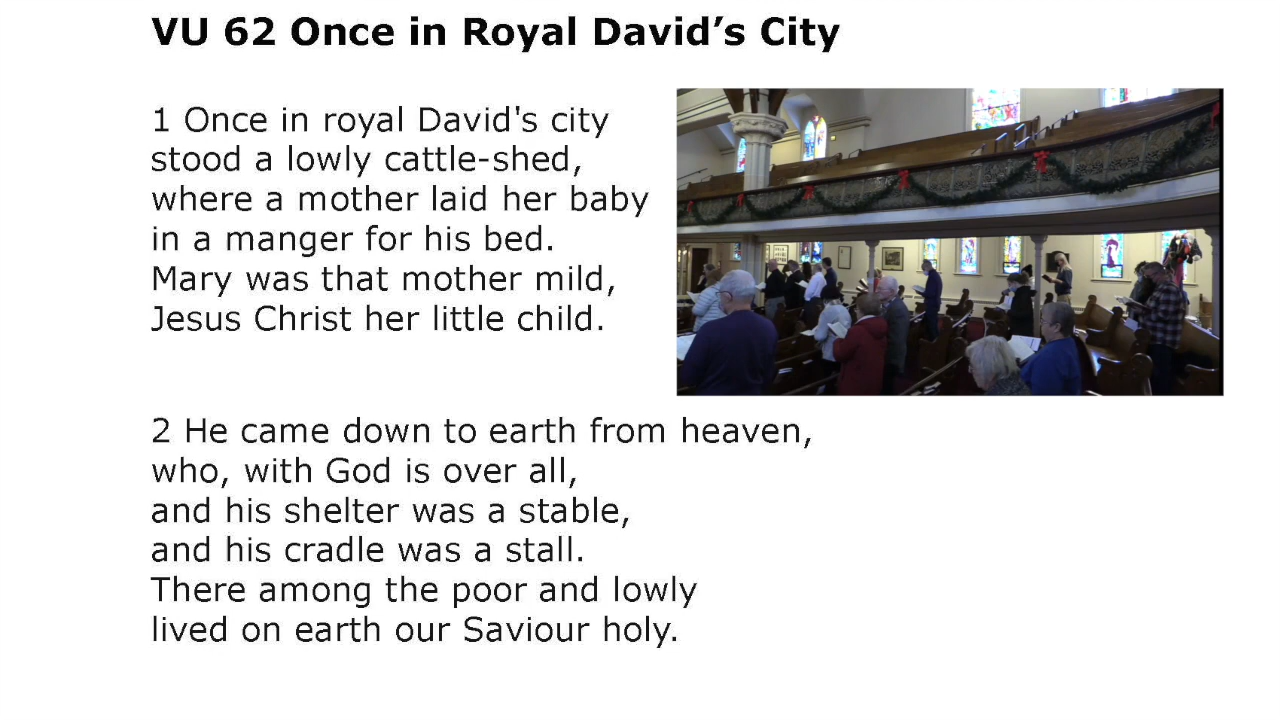 VU 62 Once in Royal David’s City
1 Once in royal David's city
stood a lowly cattle-shed,
where a mother laid her baby
in a manger for his bed.
Mary was that mother mild,
Jesus Christ her little child.
2 He came down to earth from heaven,
who, with God is over all,
and his shelter was a stable,
and his cradle was a stall.
There among the poor and lowly
lived on earth our Saviour holy.